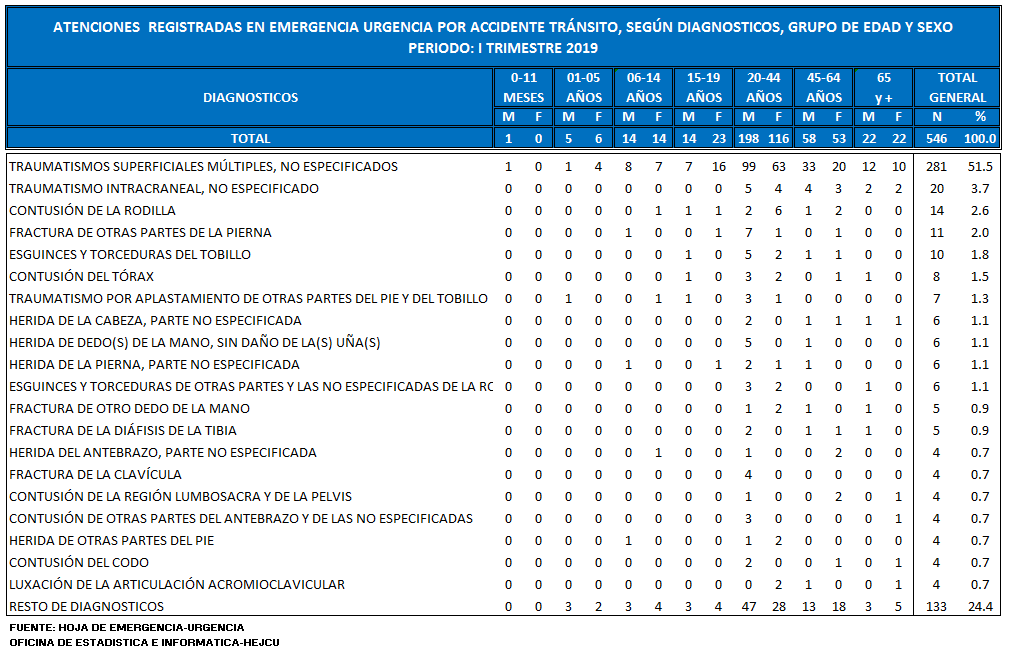 ATENCIONES REGISTRADAS EN EMERGENCIA URGENCIA POR ACCIDENTE TRÁNSITO, SEGÚN DIAGNOSTICOS, GRUPO DE EDAD Y SEXO
PERIODO: I TRIMESTRE 2019
DIAGNOSTICOS 0-11 MESES 01-05 AÑOS 06-14 AÑOS 15-19 AÑOS 20-44 AÑOS 45-64 AÑOS 65 y + TOTAL GENERAL
M F M F M F M F M F M F M F N %
TOTAL 1 0 5 6 14 14 14 23 198 116 58 53 22 22 546 100.0
TRAUMATISMOS SUPERFICIALES MÚLTIPLES, NO ESPECIFICADOS 1 0 1 4 8 7 7 16 99 63 33 20 12 10 281 51.5
TRAUMATISMO INTRACRANEAL, NO ESPECIFICADO 0 0 0 0 0 0 0 0 5 4 4 3 2 2 20 3.7
CONTUSIÓN DE LA RODILLA 0 0 0 0 0 1 1 1 2 6 1 2 0 0 14 2.6
FRACTURA DE OTRAS PARTES DE LA PIERNA 0 0 0 0 1 0 0 1 7 1 0 1 0 0 11 2.0
ESGUINCES Y TORCEDURAS DEL TOBILLO 0 0 0 0 0 0 1 0 5 2 1 1 0 0 10 1.8
CONTUSIÓN DEL TÓRAX 0 0 0 0 0 0 1 0 3 2 0 1 1 0 8 1.5
TRAUMATISMO POR APLASTAMIENTO DE OTRAS PARTES DEL PIE Y DEL TOBILLO 0 0 1 0 0 1 1 0 3 1 0 0 0 0 7 1.3
HERIDA DE LA CABEZA, PARTE NO ESPECIFICADA 0 0 0 0 0 0 0 0 2 0 1 1 1 1 6 1.1
HERIDA DE DEDO(S) DE LA MANO, SIN DAÑO DE LA(S) UÑA(S) 0 0 0 0 0 0 0 0 5 0 1 0 0 0 6 1.1
HERIDA DE LA PIERNA, PARTE NO ESPECIFICADA 0 0 0 0 1 0 0 1 2 1 1 0 0 0 6 1.1
ESGUINCES Y TORCEDURAS DE OTRAS PARTES Y LAS NO ESPECIFICADAS DE LA RO 0 0 0 0 0 0 0 0 3 2 0 0 1 0 6 1.1
FRACTURA DE OTRO DEDO DE LA MANO 0 0 0 0 0 0 0 0 1 2 1 0 1 0 5 0.9
FRACTURA DE LA DIÁFISIS DE LA TIBIA 0 0 0 0 0 0 0 0 2 0 1 1 1 0 5 0.9
HERIDA DEL ANTEBRAZO, PARTE NO ESPECIFICADA 0 0 0 0 0 1 0 0 1 0 0 2 0 0 4 0.7
FRACTURA DE LA CLAVÍCULA 0 0 0 0 0 0 0 0 4 0 0 0 0 0 4 0.7
CONTUSIÓN DE LA REGIÓN LUMBOSACRA Y DE LA PELVIS 0 0 0 0 0 0 0 0 1 0 0 2 0 1 4 0.7
CONTUSIÓN DE OTRAS PARTES DEL ANTEBRAZO Y DE LAS NO ESPECIFICADAS 0 0 0 0 0 0 0 0 3 0 0 0 0 1 4 0.7
HERIDA DE OTRAS PARTES DEL PIE 0 0 0 0 1 0 0 0 1 2 0 0 0 0 4 0.7
CONTUSIÓN DEL CODO 0 0 0 0 0 0 0 0 2 0 0 1 0 1 4 0.7
LUXACIÓN DE LA ARTICULACIÓN ACROMIOCLAVICULAR 0 0 0 0 0 0 0 0 0 2 1 0 0 1 4 0.7
RESTO DE DIAGNOSTICOS 0 0 3 2 3 4 3 4 47 28 13 18 3 5 133 24.4
FUENTE: HOJA DE EMERGENCIA-URGENCIA
OFICINA DE ESTADISTICA E INFORMATICA-HEJCU